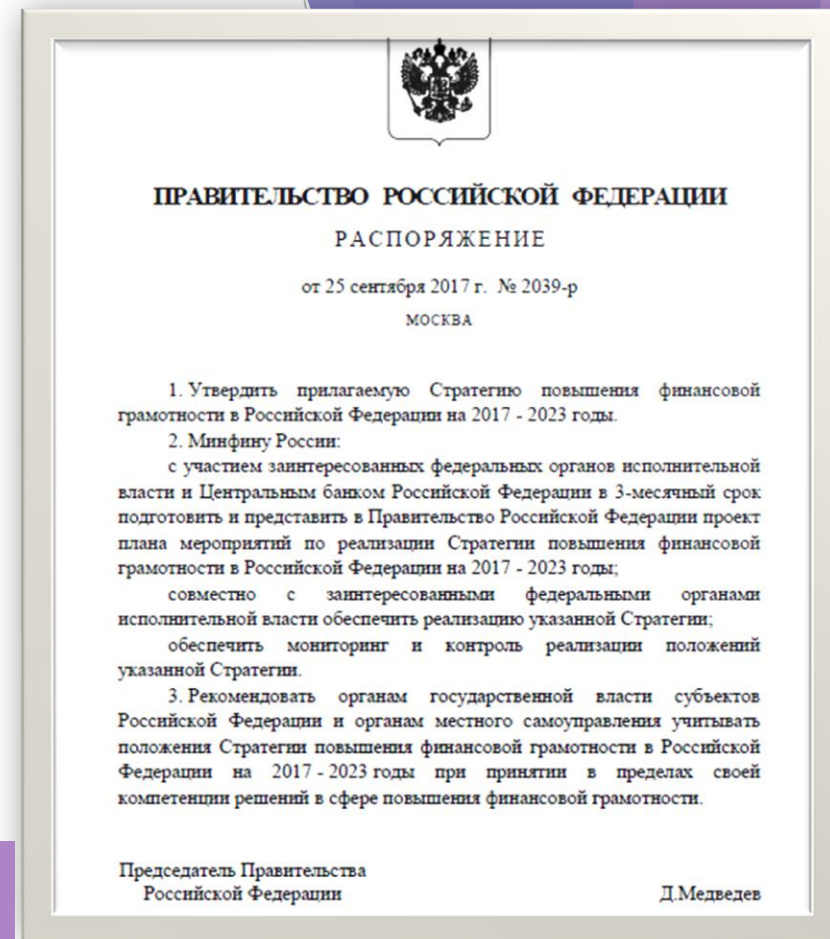 ПРАВИТЕЛЬСТВО РОССИЙСКОЙ ФЕДЕРАЦИИ
РАСПОРЯЖЕНИЕ
от 25 сентября 2017 г. № 2039-р
МОСКВА
1. Утвердить прилагаемую Стратегию повышения финансовой
грамотности в Российской Федерации на 2017 - 2023 годы.
2. Минфину России:
с участием заинтересованных федеральных органов исполнительной
власти и Центральным банком Российской Федерации в 3-месячный срок
подготовить и представить в Правительство Российской Федерации проект
плана мероприятий по реализации Стратегии повышения финансовой
грамотности в Российской Федерации на 2017 - 2023 годы;
совместно с заинтересованными федеральными органами
исполнительной власти обеспечить реализацию указанной Стратегии;
обеспечить мониторинг и контроль реализации положений
указанной Стратегии.
3. Рекомендовать органам государственной власти субъектов
Российской Федерации и органам местного самоуправления учитывать
положения Стратегии повышения финансовой грамотности в Российской
Федерации на 2017 - 2023 годы при принятии в пределах своей
компетенции решений в сфере повышения финансовой грамотности.
Председатель Правительства
Российской Федерации Д.Медведев